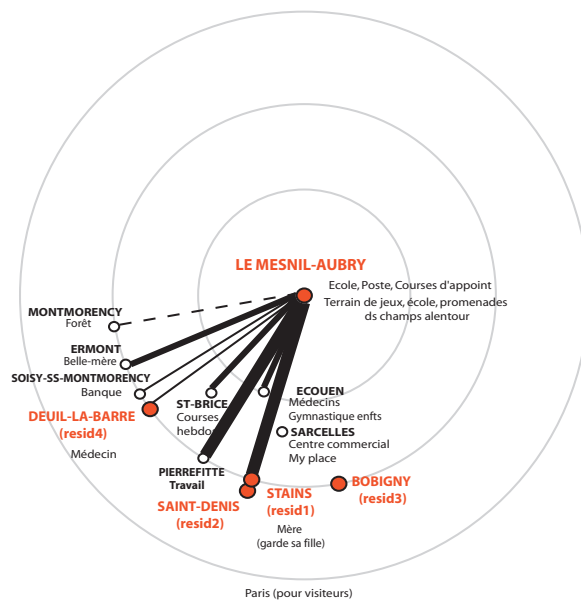 LE MESNIL-AUBRY
Ecole, Poste, Courses d'appoint
Terrain de jeux, école, promenades
ds champs alentour
MONTMORENCY
Forêt
ERMONT
Belle-mère
SOISY-SS-MONTMORENCY
Banque
DEUIL-LA-BARRE
(resid4)
Médecin
ST-BRICE
Courses
hebdo
ECOUEN
Médecins
Gymnastique enfts
SARCELLES
Centre commercial
My place
PIERREFITTE
Travail
SAINT-DENIS
(resid2)
STAINS
(resid1)
Mère
(garde sa fille)
BOBIGNY
(resid3)
Paris (pour visiteurs)